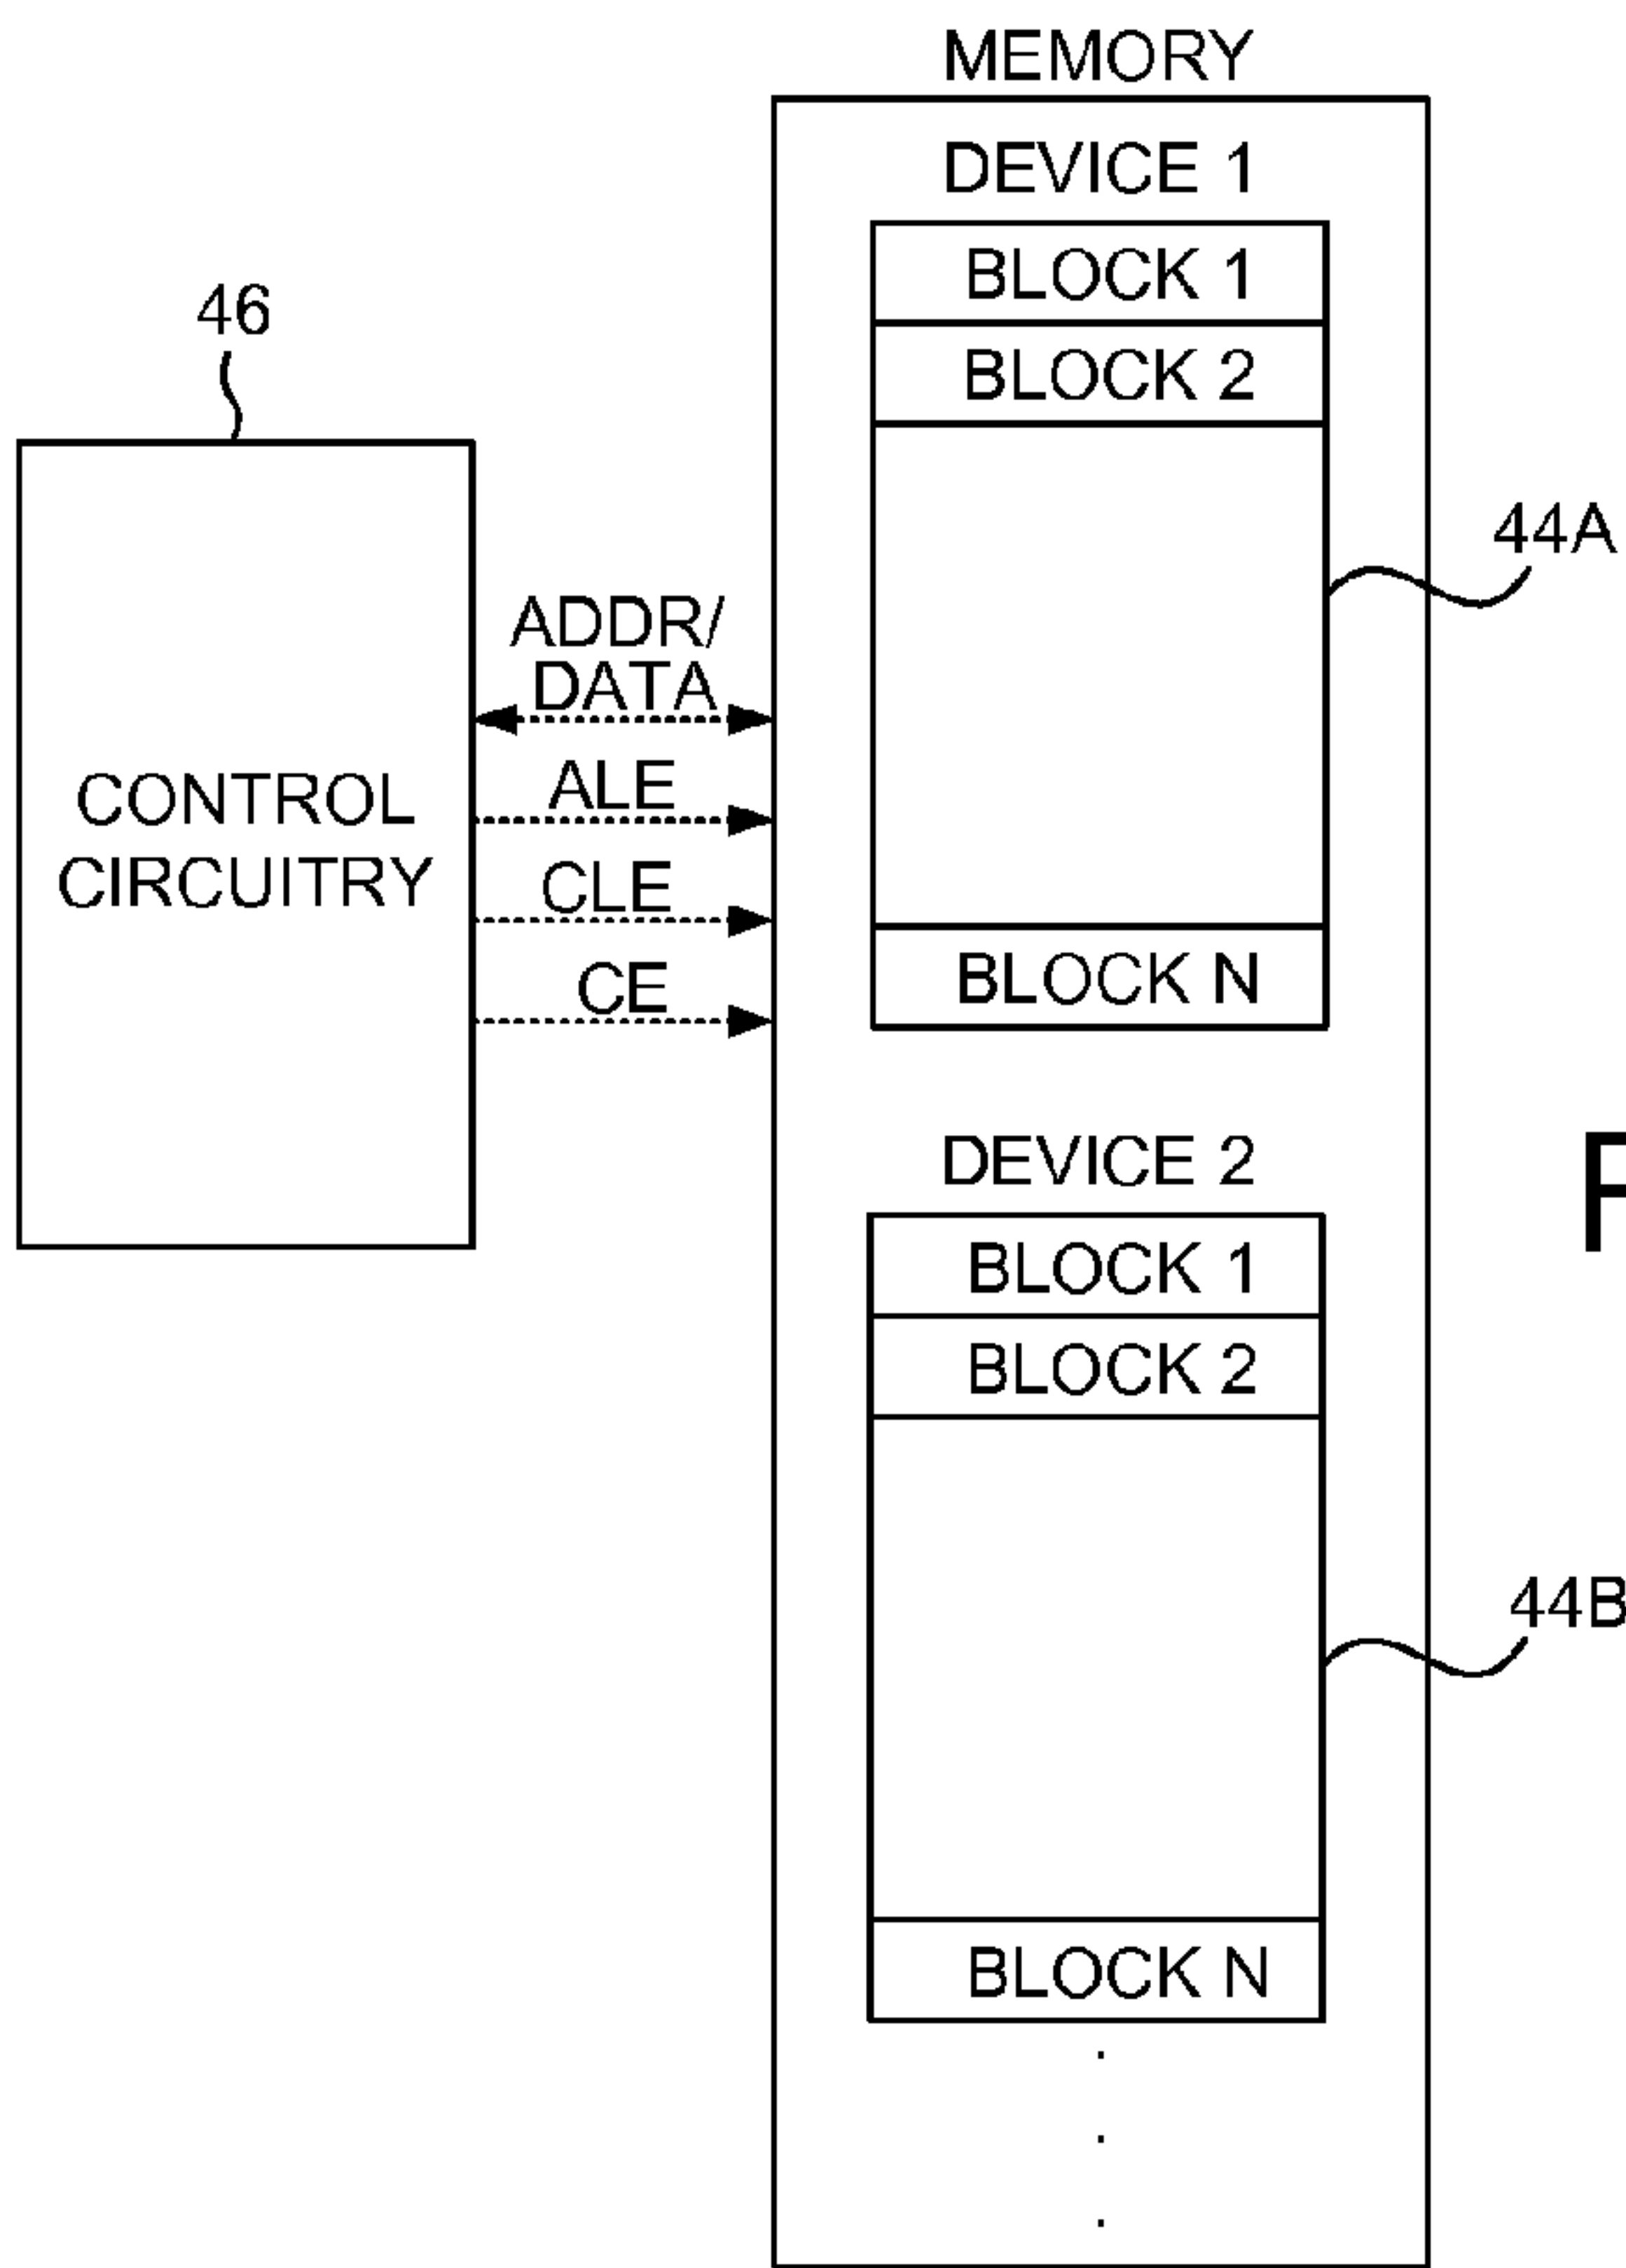 MEMORY
DEVICE 1
BLOCK 1
BLOCK 2
BLOCK N
44A
46
CONTROL
CIRCUITRY
ADDR/
DATA
ALE
CLE
CE
DEVICE 2
BLOCK 1
BLOCK 2
BLOCK N
44B